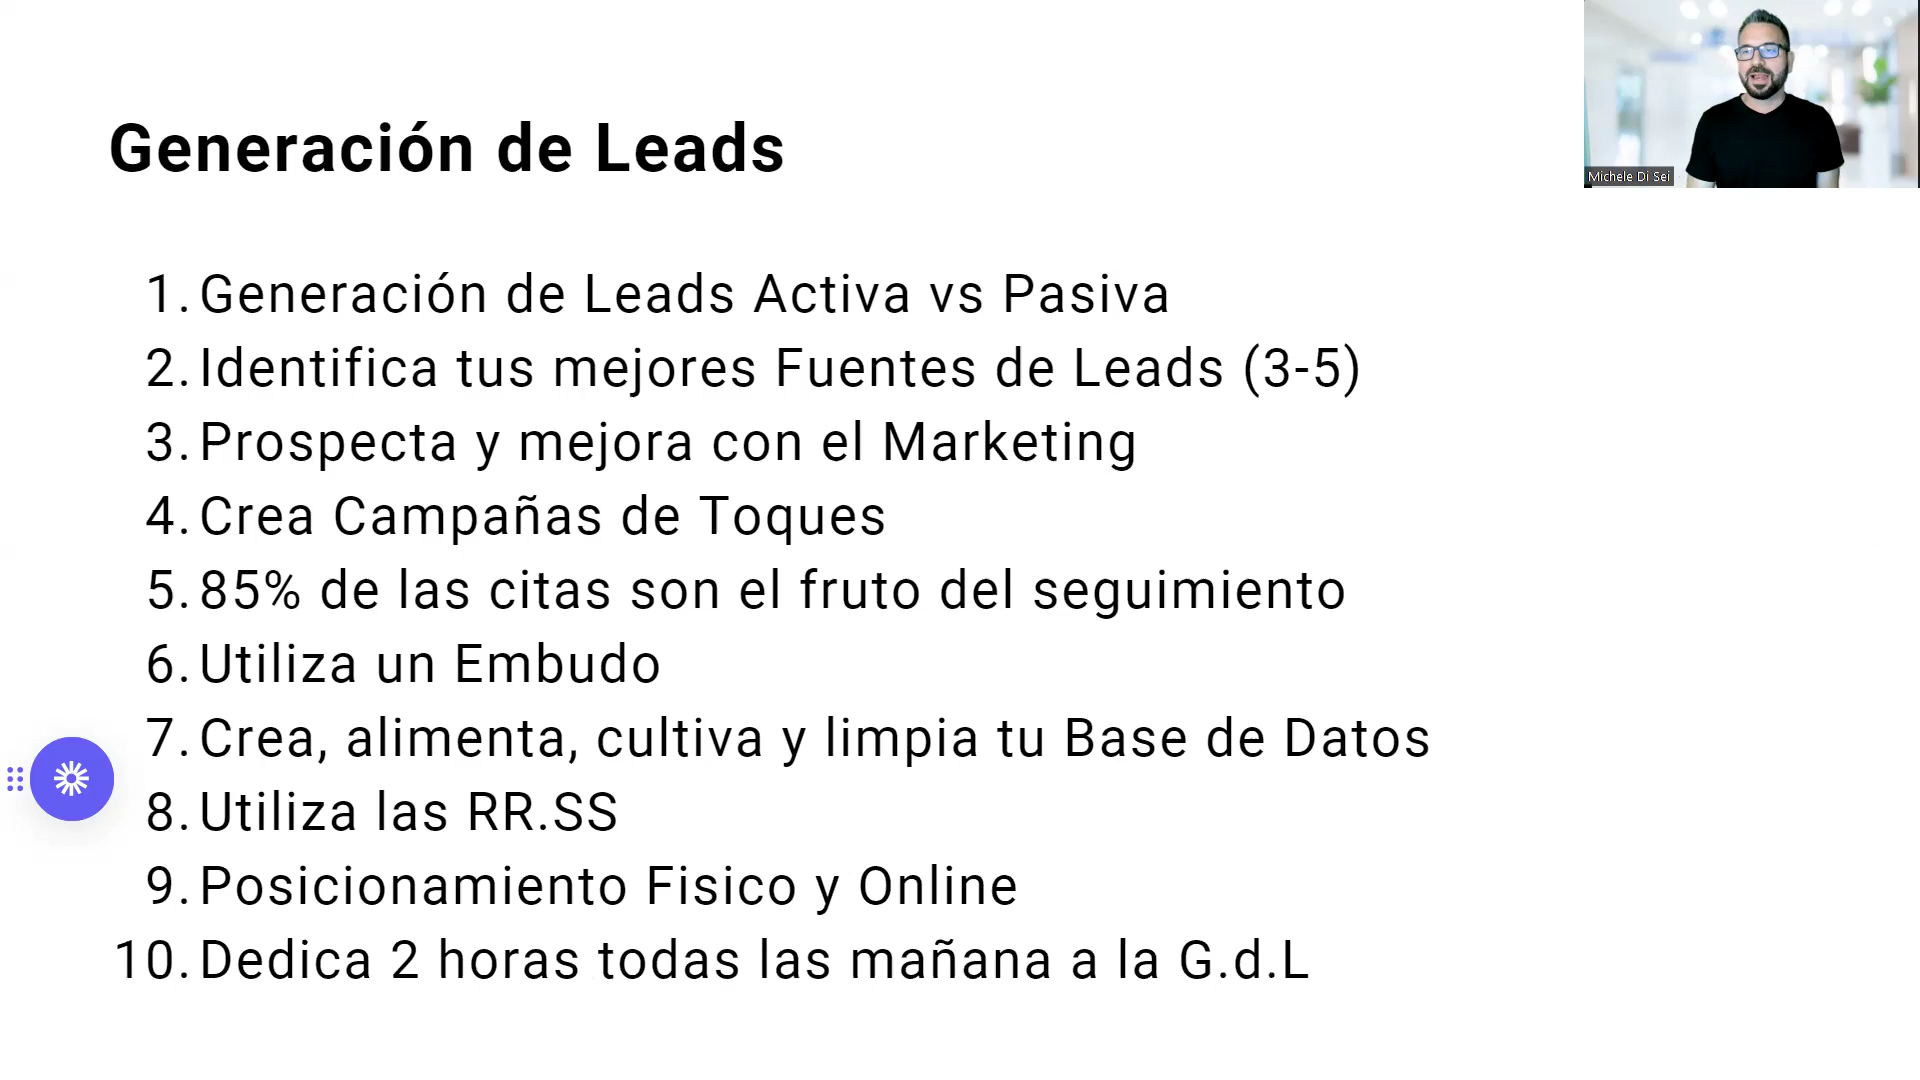 Generación de Leads
Michele Di Sei
1. Generación de Leads Activa vs Pasiva
2. Identifica tus mejores Fuentes de Leads (3-5)
3. Prospecta y mejora con el Marketing
4. Crea Campañas de Toques
5. 85% de las citas son el fruto del seguimiento
6. Utiliza un Embudo
7. Crea, alimenta, cultiva y limpia tu Base de Datos
8. Utiliza las RR.SS
9. Posicionamiento Fisico y Online
10. Dedica 2 horas todas las mañana a la G.d.L